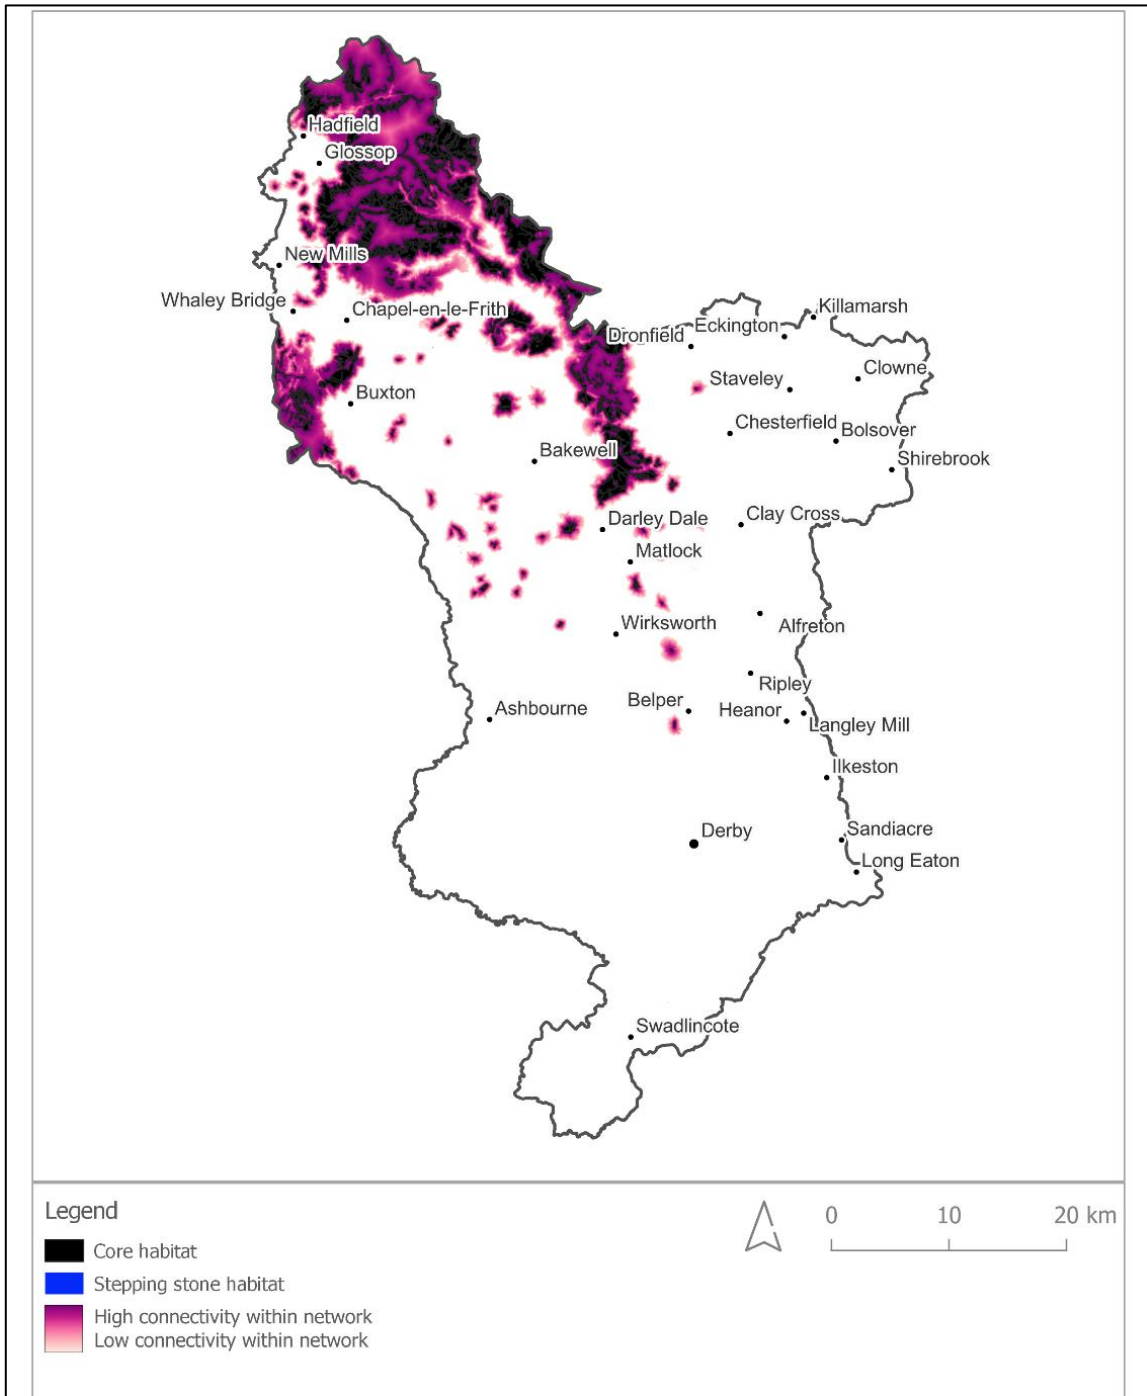 Hadfield
Glossop
New Mills
Whaley Bridge
Chapel-en-le-Frith
Killamarsh
Eckington
Dronfield
Clowne
Staveley
Buxton
Chesterfield
Bolsover
Bakewell
Shirebrook
Darley Dale
Clay Cross
Matlock
Wirksworth
Alfreton
Ripley
Ashbourne
Belper
Heanor
Langley Mill
Ilkeston
Derby
Sandiacre
Long Eaton
Swadlincote
Legend
Core habitat
Stepping stone habitat
High connectivity within network
Low connectivity within network
0 10 20 km